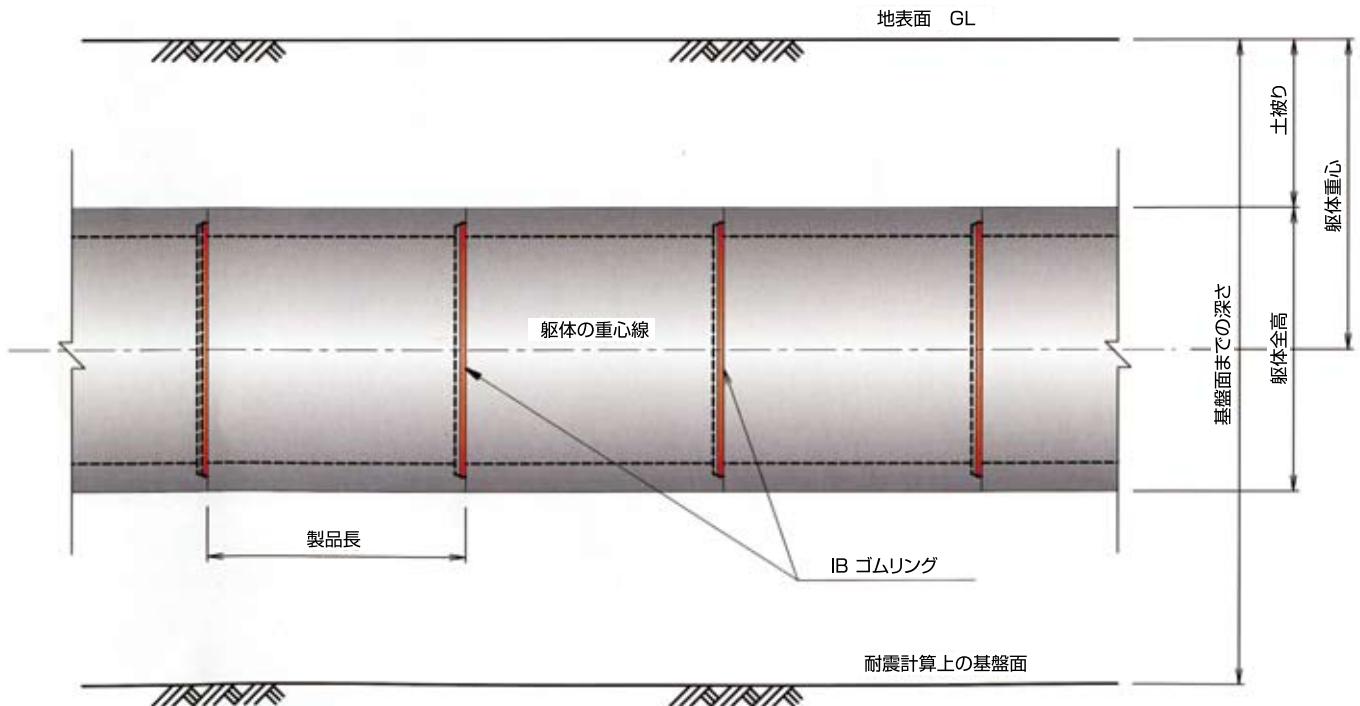 地表面 GL
土被り
躯体重心
躯体の重心線
基盤面までの深さ
躯体全高
製品長
IB ゴムリング
耐震計算上の基盤面